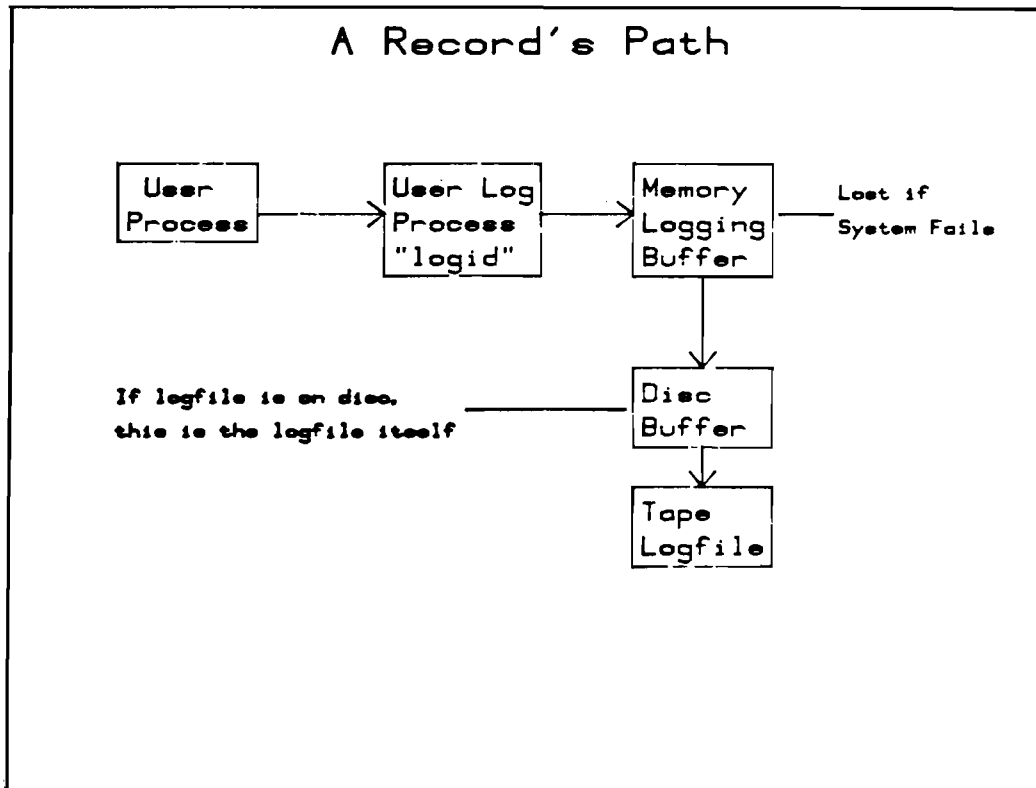 A Record's Path
User
Process
User Log
Process
"logid"
Memory
Logging
Buffer
Lost if
System Fails
If logfile is on disc,
this is the logfile itself
Disc
Buffer
Tape
Logfile